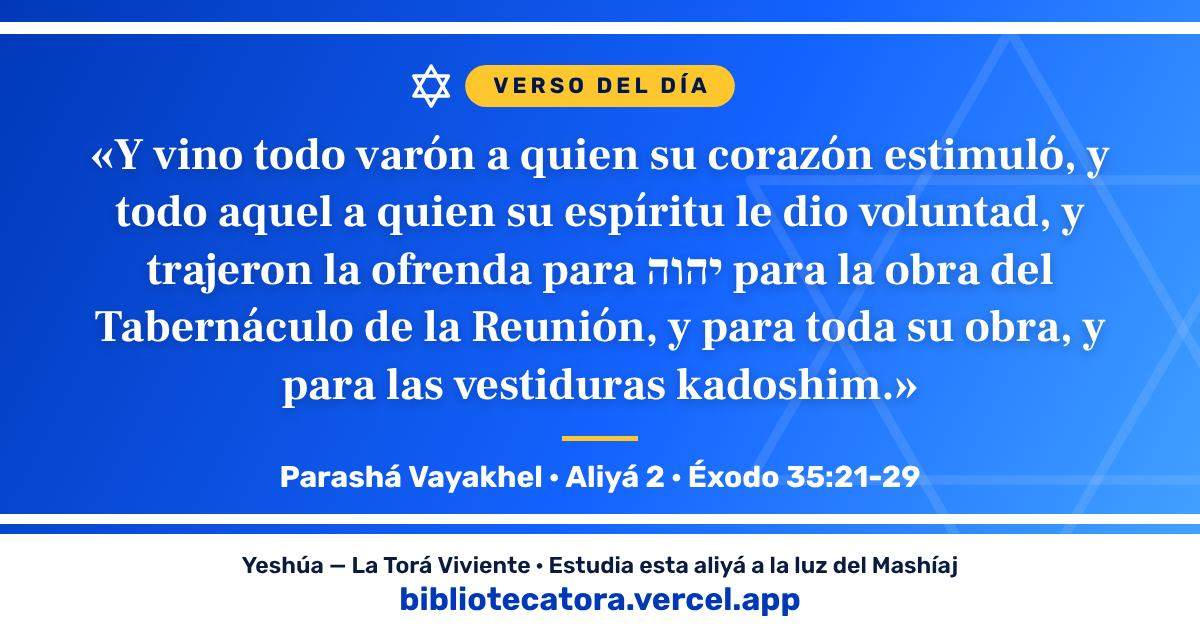 VERSO DEL DÍA
«Y vino todo varón a quien su corazón estimuló, y
todo aquel a quien su espíritu le dio voluntad, y
trajeron la ofrenda para יהוה para la obra del
Tabernáculo de la Reunión, y para toda su obra, y
para las vestiduras kadoshim.»
Parashá Vayakhel • Aliyá 2 • Éxodo 35:21-29
Yeshúa — La Torá Viviente • Estudia esta aliyá a la luz del Mashíaj
bibliotecatora.vercel.app